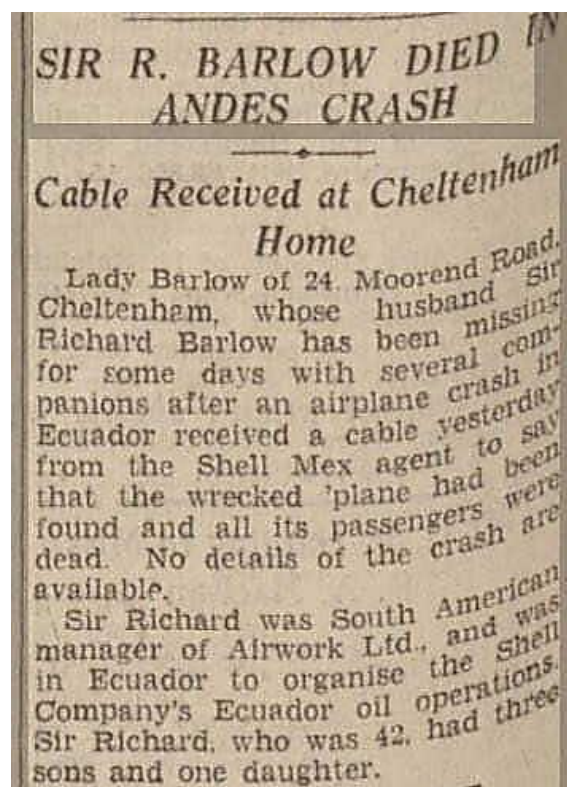 SIR R. BARLOW DIED IN
ANDES CRASH
Cable Received at Cheltenham
Home
Lady Barlow of 24, Moorend Road,
Cheltenham, whose husband Sir
Richard Barlow has been missing
for some days with several com-
panions after an airplane crash in
Ecuador received a cable yesterday
from the Shell Mex agent to say
that the wrecked 'plane had been
found and all its passengers were
dead. No details of the crash are
available.
Sir Richard was South American
manager of Airwork Ltd., and was
in Ecuador to organise the Shell
Company's Ecuador oil operations.
Sir Richard, who was 42, had three
sons and one daughter.